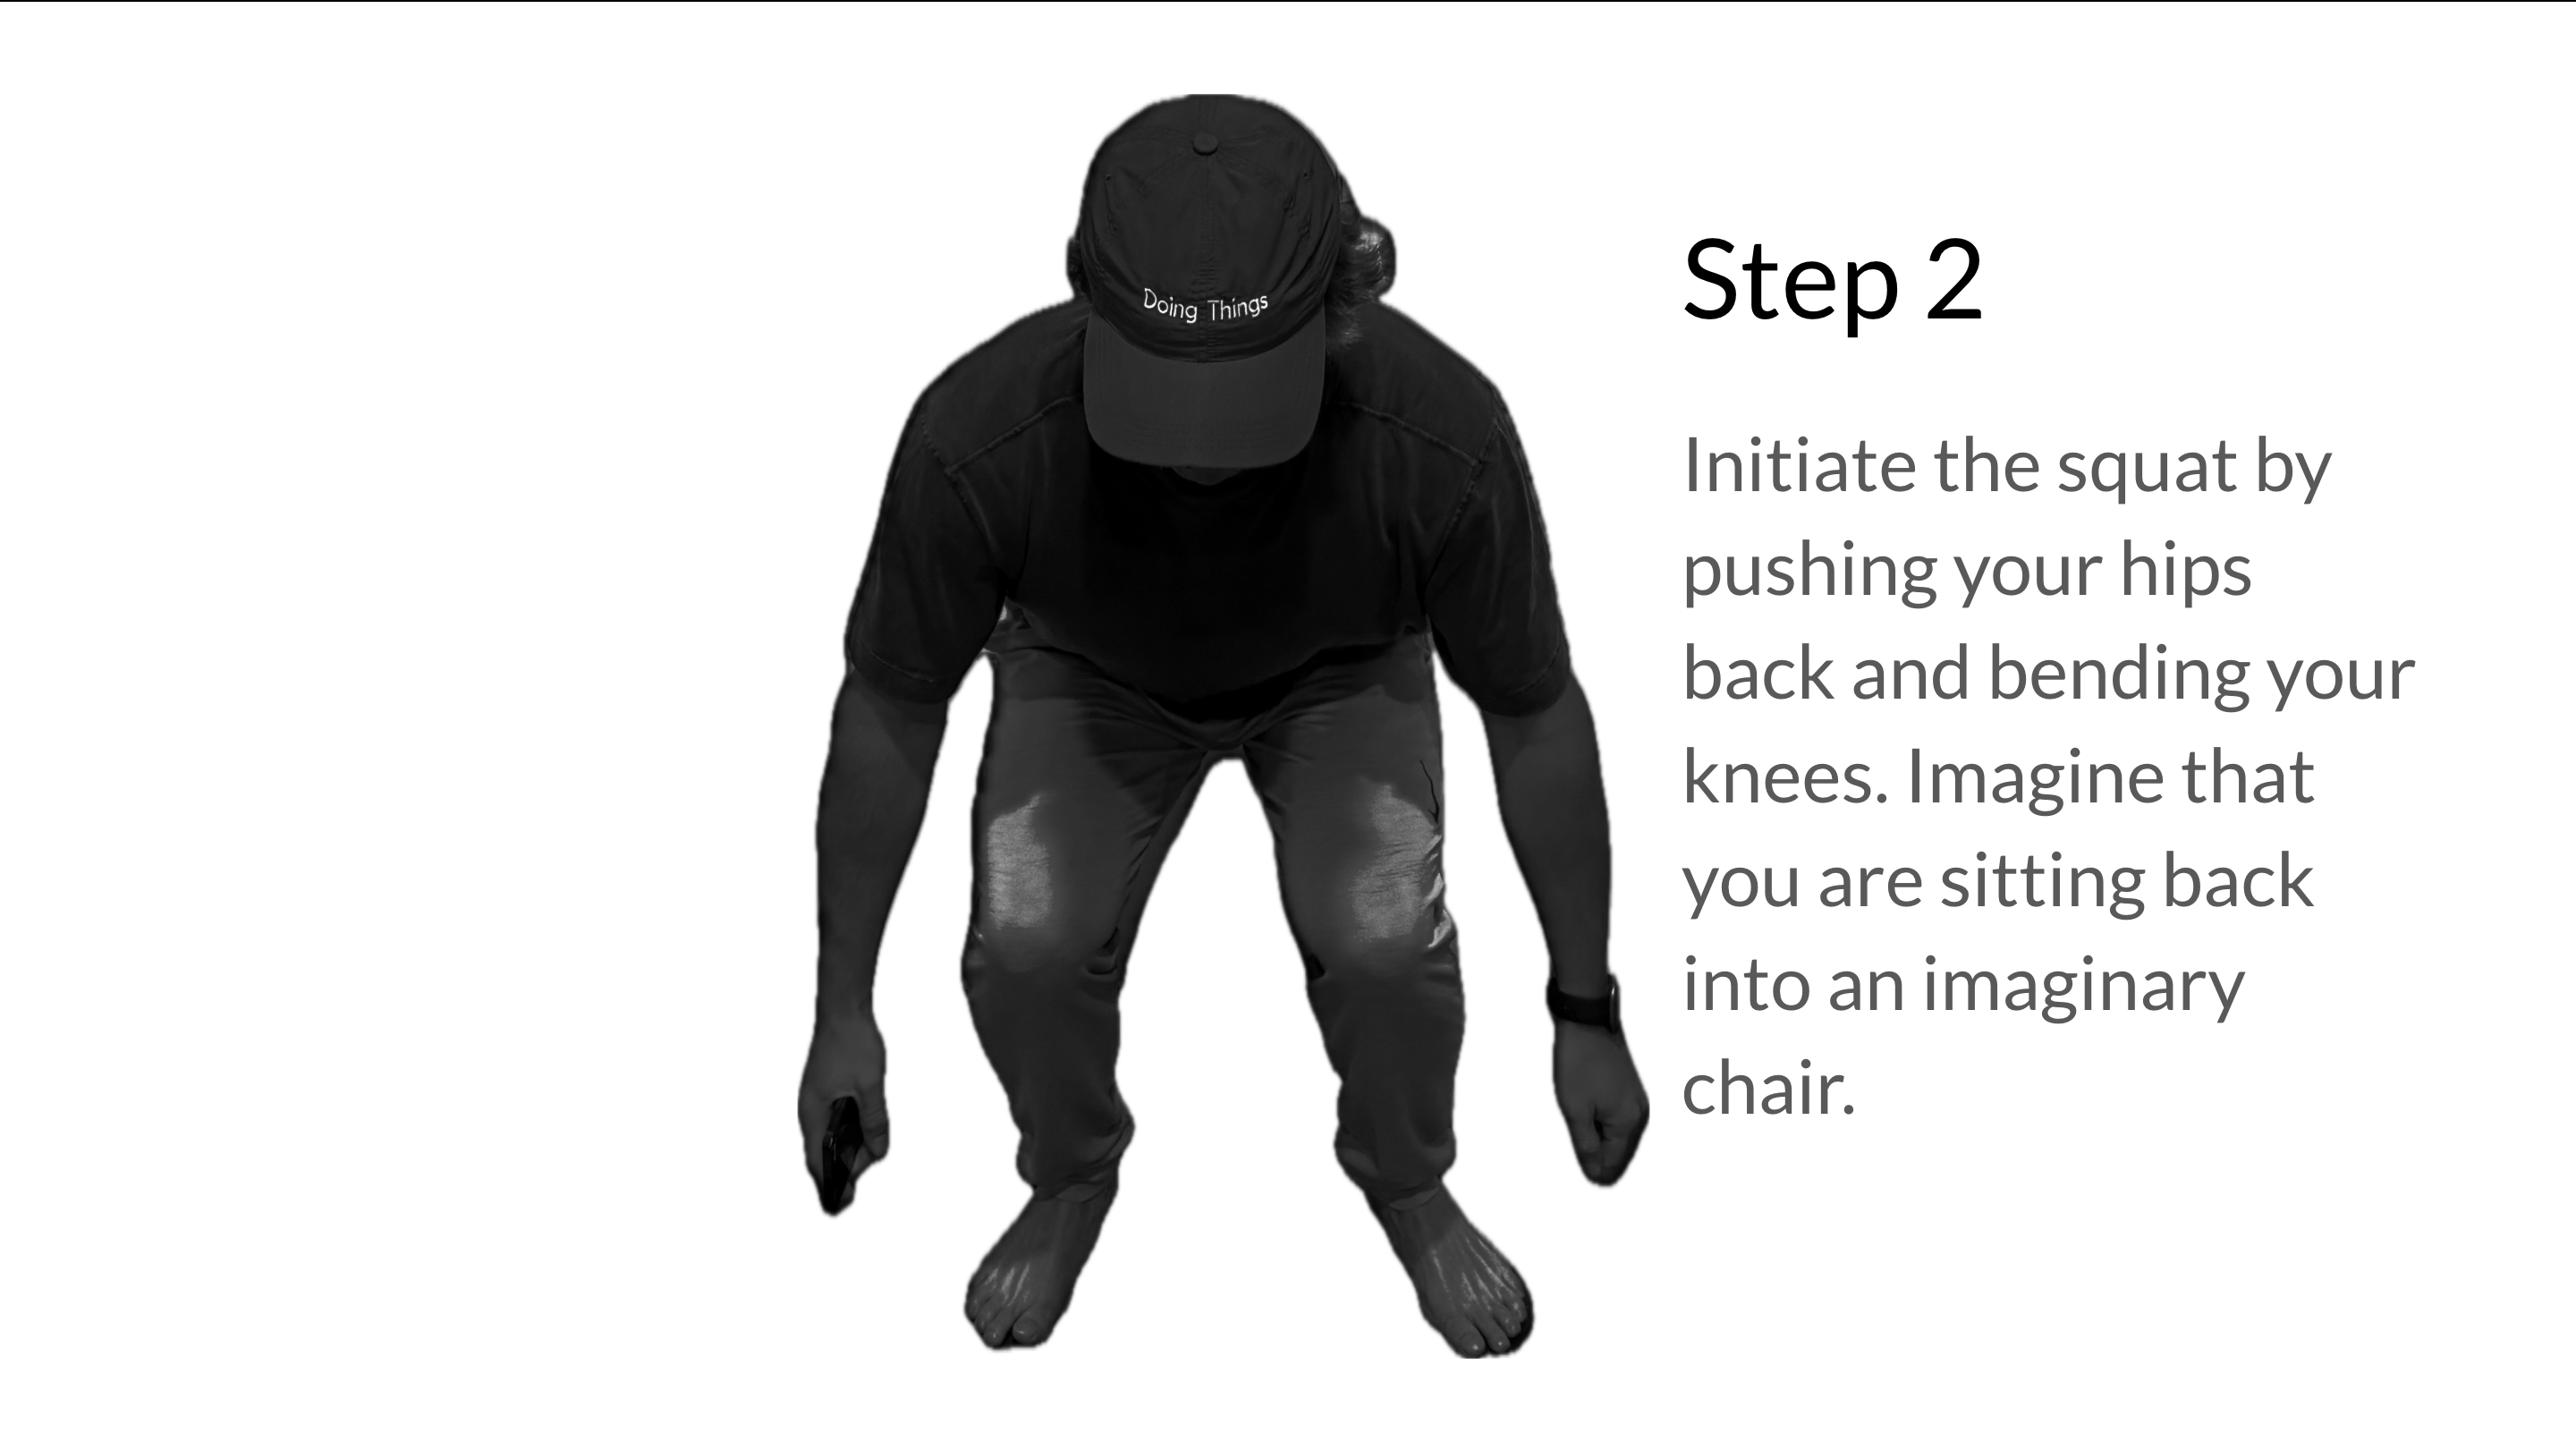 Doing Things
Step 2
Initiate the squat by
pushing your hips
back and bending your
knees. Imagine that
you are sitting back
into an imaginary
chair.